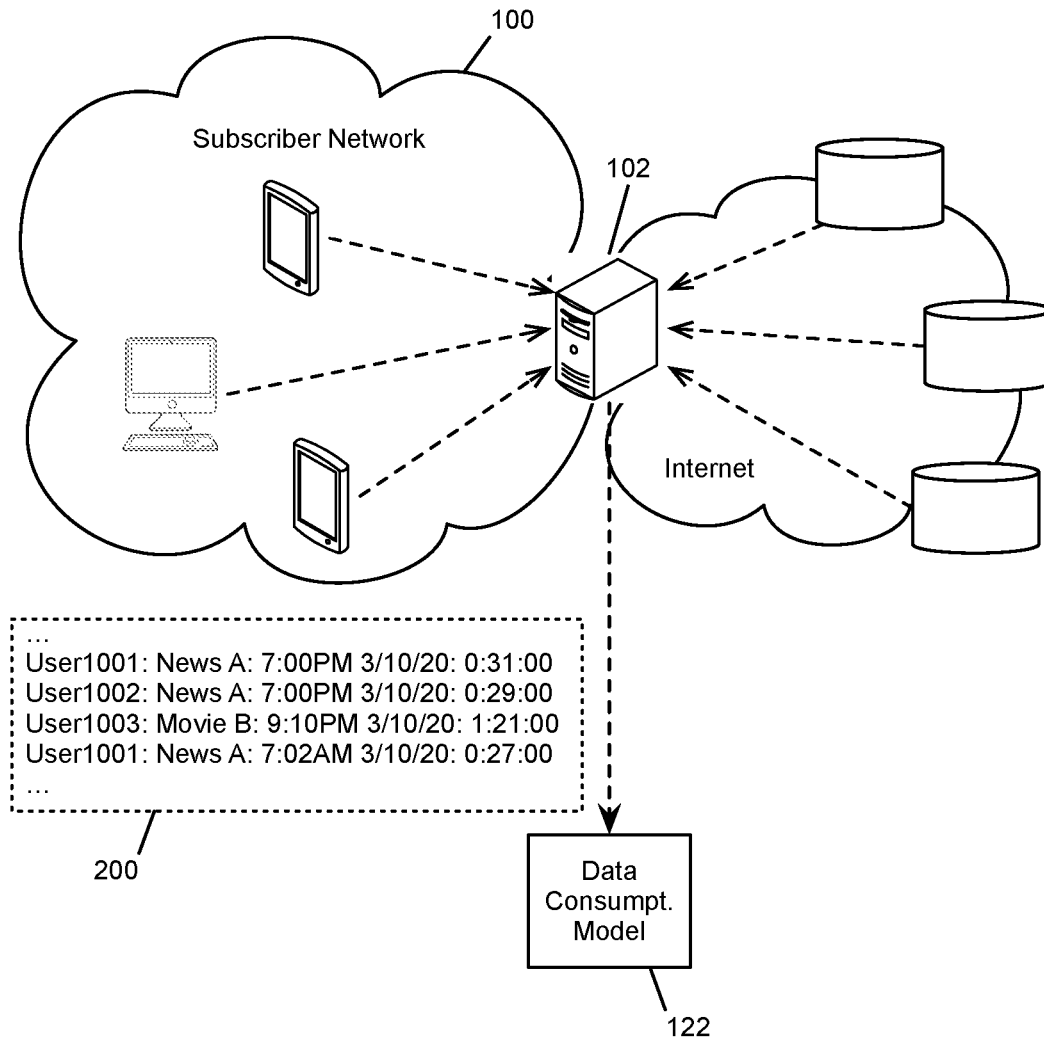 100
Subscriber Network
102
Internet
...
User1001: News A: 7:00PM 3/10/20: 0:31:00
User1002: News A: 7:00PM 3/10/20: 0:29:00
User1003: Movie B: 9:10PM 3/10/20: 1:21:00
User1001: News A: 7:02AM 3/10/20: 0:27:00
...
200
Data
Consumpt.
Model
122